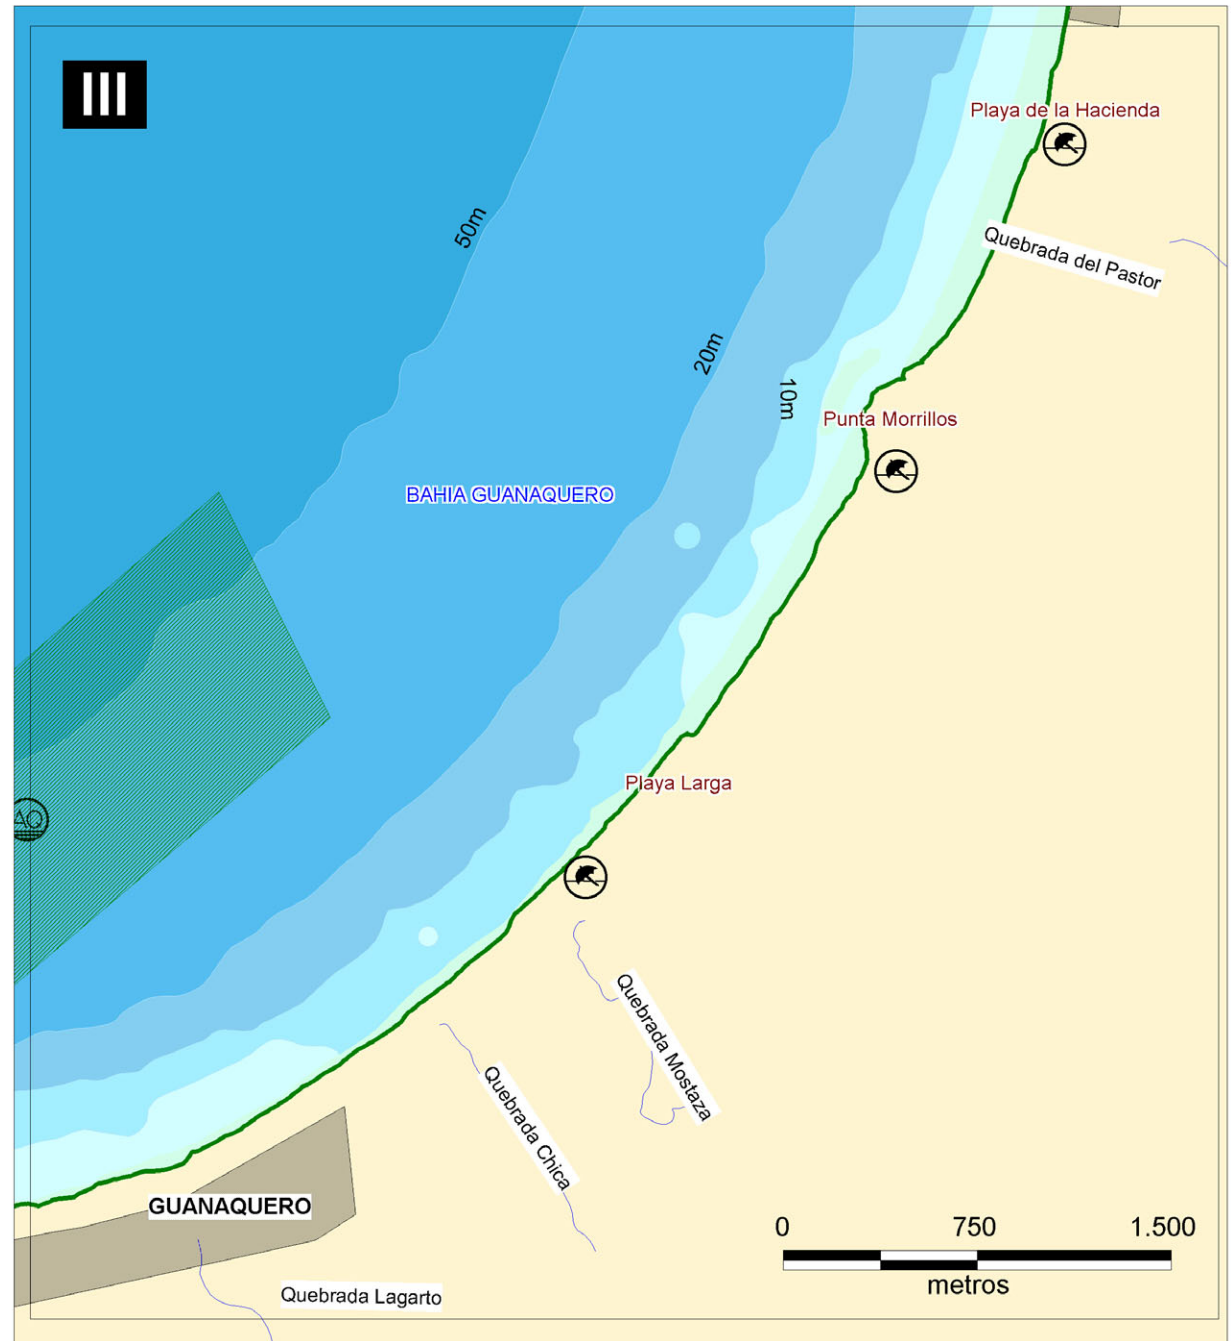 III
Playa de la Hacienda
50m
Quebrada del Pastor
20m
10m
Punta Morrillos
BAHIA GUANAQUERO
Playa Larga
AQ
Quebrada Mostaza
Quebrada Chica
GUANAQUERO
0 750 1.500
metros
Quebrada Lagarto